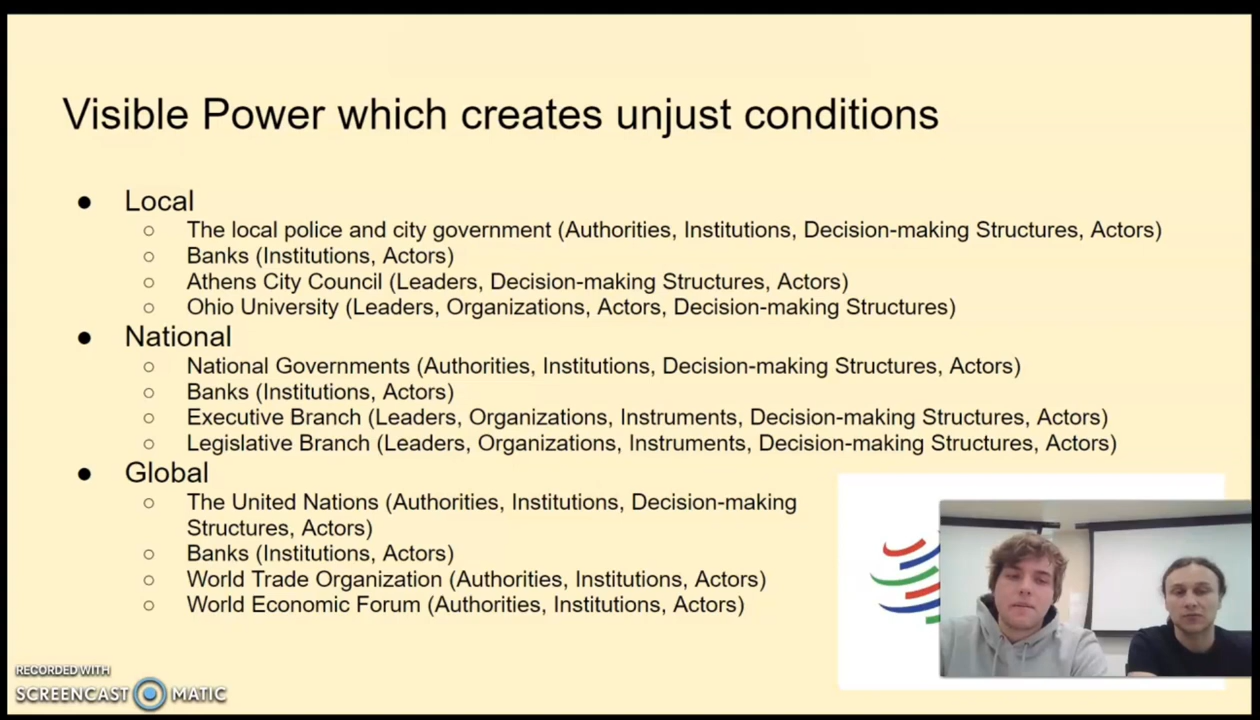 Visible Power which creates unjust conditions
● Local
○ The local police and city government (Authorities, Institutions, Decision-making Structures, Actors)
○ Banks (Institutions, Actors)
○ Athens City Council (Leaders, Decision-making Structures, Actors)
○ Ohio University (Leaders, Organizations, Actors, Decision-making Structures)
● National
○ National Governments (Authorities, Institutions, Decision-making Structures, Actors)
○ Banks (Institutions, Actors)
○ Executive Branch (Leaders, Organizations, Instruments, Decision-making Structures, Actors)
○ Legislative Branch (Leaders, Organizations, Instruments, Decision-making Structures, Actors)
● Global
○ The United Nations (Authorities, Institutions, Decision-making
Structures, Actors)
○ Banks (Institutions, Actors)
○ World Trade Organization (Authorities, Institutions, Actors)
○ World Economic Forum (Authorities, Institutions, Actors)
RECORDED WITH
SCREENCAST MATIC